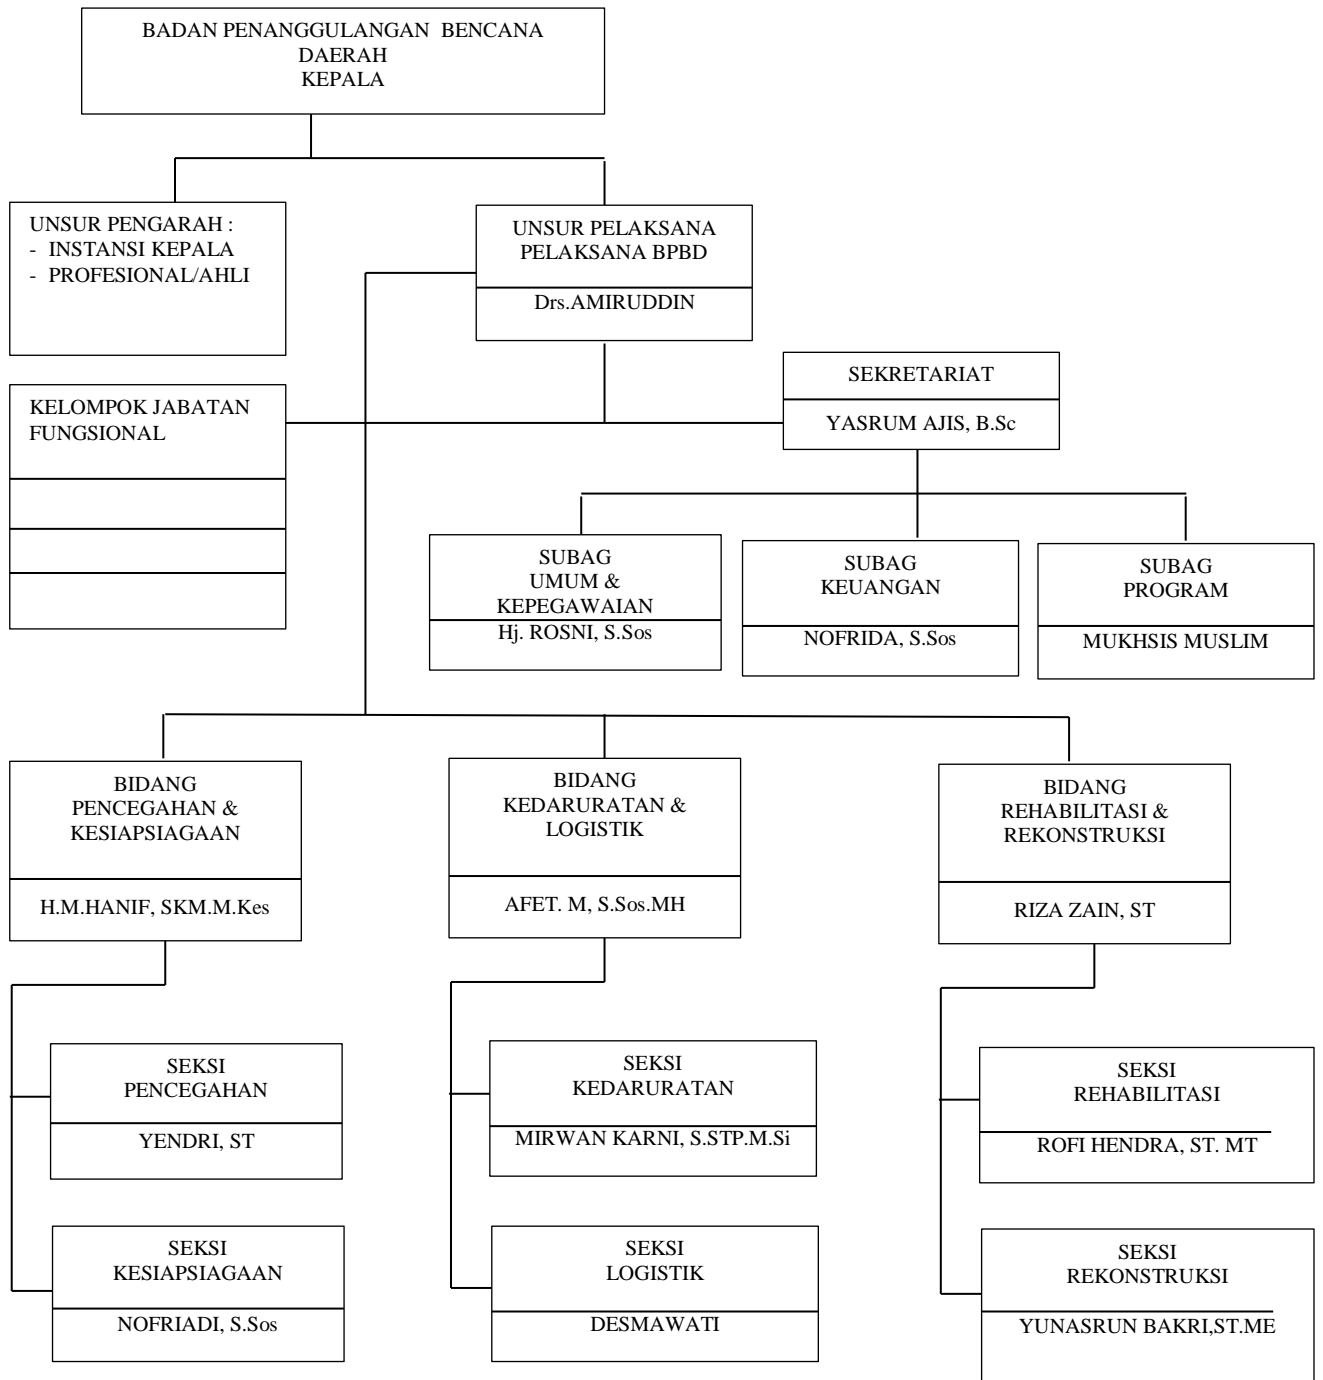 BADAN PENANGGULANGAN BENCANA
DAERAH
KEPALA
UNSUR PENGARAH :
- INSTANSI KEPALA
- PROFESIONAL/AHLI
UNSUR PELAKSANA
PELAKSANA BPBD
Drs.AMIRUDDIN
SEKRETARIAT
YASRUM AJIS, B.Sc
KELOMPOK JABATAN
FUNGSIONAL
SUBAG
UMUM &
KEPEGAWAIAN
Hj. ROSNI, S.Sos
SUBAG
KEUANGAN
NOFRIDA, S.Sos
SUBAG
PROGRAM
MUKHSIS MUSLIM
BIDANG
PENCEGAHAN &
KESIAPSIAGAAN
H.M.HANIF, SKM.M.Kes
BIDANG
KEDARURATAN &
LOGISTIK
AFET. M, S.Sos.MH
BIDANG
REHABILITASI &
REKONSTRUKSI
RIZA ZAIN, ST
SEKSI
PENCEGAHAN
YENDRI, ST
SEKSI
KEDARURATAN
MIRWAN KARNI, S.STP.M.Si
SEKSI
REHABILITASI
ROFI HENDRA, ST. MT
SEKSI
KESIAPSIAGAAN
NOFRIADI, S.Sos
SEKSI
LOGISTIK
DESMAWATI
SEKSI
REKONSTRUKSI
YUNASRUN BAKRI,ST.ME